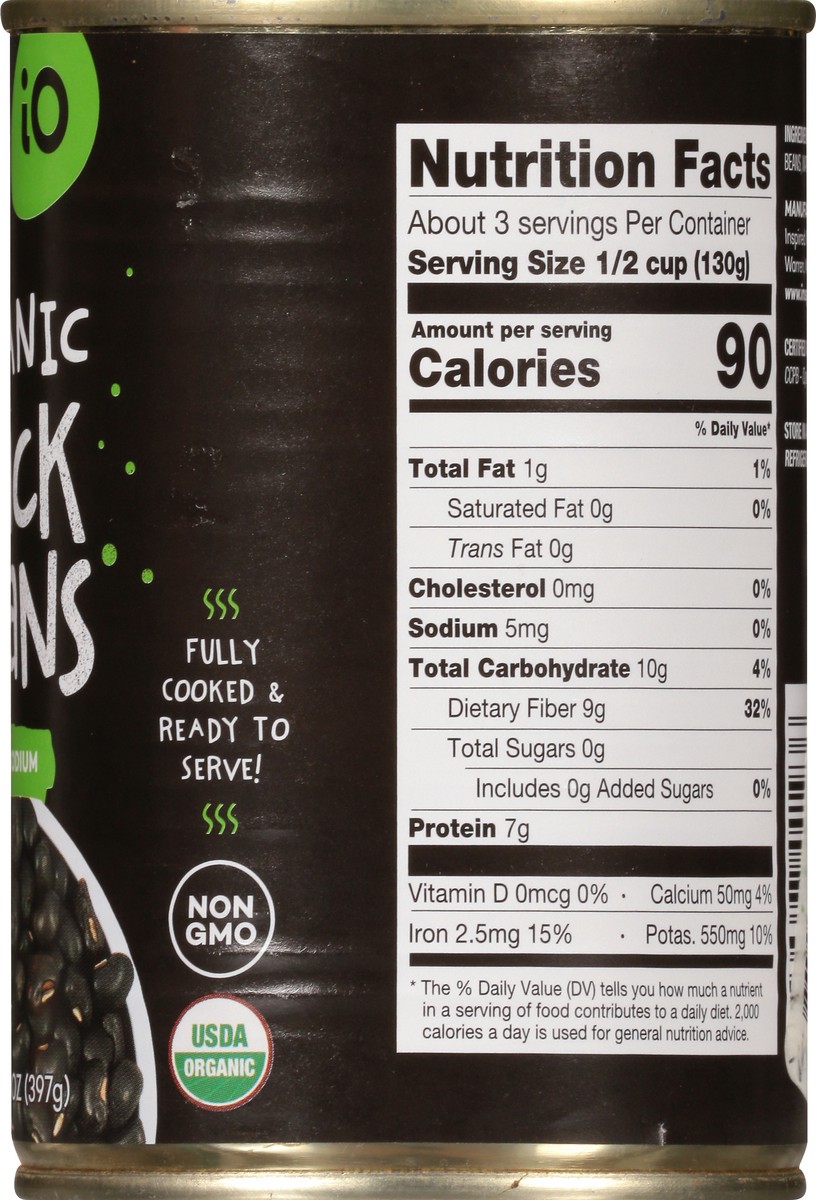 iO
FULLY
COOKED &
READY TO
SERVE!
NON
GMO
USDA
ORGANIC
OZ (397g)
Nutrition Facts
About 3 servings Per Container
Serving Size 1/2 cup (130g)
Amount per serving
Calories 90
% Daily Value*
Total Fat 1g 1%
Saturated Fat 0g 0%
Trans Fat 0g
Cholesterol 0mg 0%
Sodium 5mg 0%
Total Carbohydrate 10g 4%
Dietary Fiber 9g 32%
Total Sugars 0g
Includes 0g Added Sugars 0%
Protein 7g
Vitamin D 0mcg 0% · Calcium 50mg 4%
Iron 2.5mg 15% · Potas. 550mg 10%
* The % Daily Value (DV) tells you how much a nutrient
in a serving of food contributes to a daily diet. 2,000
calories a day is used for general nutrition advice.